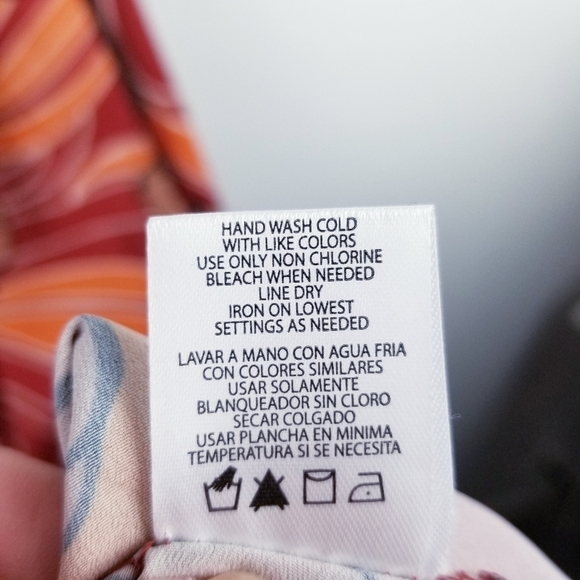 HAND WASH COLD
WITH LIKE COLORS
USE ONLY NON CHLORINE
BLEACH WHEN NEEDED
LINE DRY
IRON ON LOWEST
SETTINGS AS NEEDED
LAVAR A MANO CON AGUA FRIA
CON COLORES SIMILARES
USAR SOLAMENTE
BLANQUEADOR SIN CLORO
SECAR COLGADO
USAR PLANCHA EN MINIMA
TEMPERATURA SI SE NECESITA